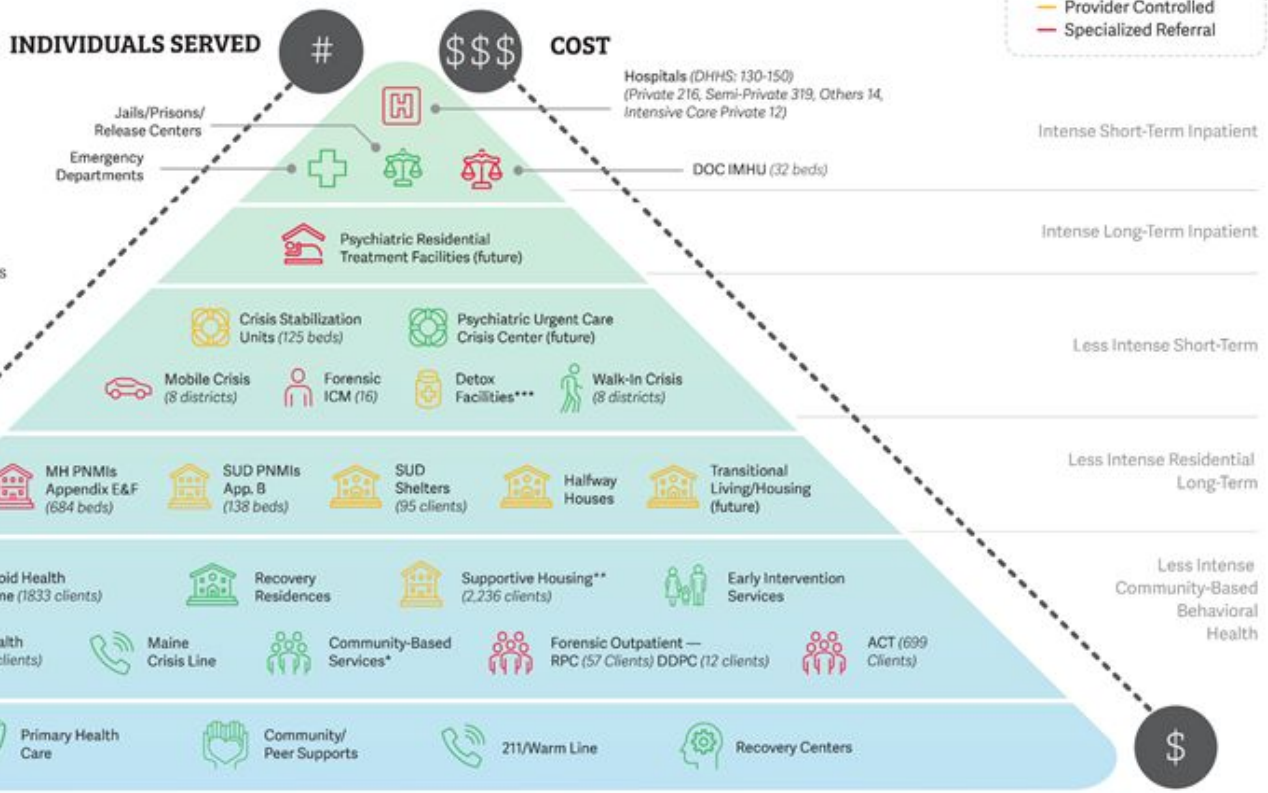 INDIVIDUALS SERVED
#
$$$
COST
Provider Controlled
Specialized Referral
Hospitals (DHHS: 130-150)
(Private 216, Semi-Private 319, Others 14,
Intensive Care Private 12)
Jails/Prisons/
Release Centers
Emergency
Departments
H
DOC IMHU (32 beds)
Intense Short-Term Inpatient
Psychiatric Residential
Treatment Facilities (future)
Intense Long-Term Inpatient
s
Crisis Stabilization
Units (125 beds)
Psychiatric Urgent Care
Crisis Center (future)
Mobile Crisis
(8 districts)
Forensic
ICM (16)
Detox
Facilities***
Walk-In Crisis
(8 districts)
Less Intense Short-Term
MH PNMIs
Appendix E&F
(684 beds)
SUD PNMIs
App. B
(138 beds)
SUD
Shelters
(95 clients)
Halfway
Houses
Transitional
Living/Housing
(future)
Less Intense Residential
Long-Term
oid Health
me (1833 clients)
Recovery
Residences
Supportive Housing**
(2,236 clients)
Early Intervention
Services
alth
clients)
Maine
Crisis Line
Community-Based
Services*
Forensic Outpatient —
RPC (57 Clients) DDPC (12 clients)
ACT (699
Clients)
Less Intense
Community-Based
Behavioral
Health
Primary Health
Care
Community/
Peer Supports
211/Warm Line
Recovery Centers
$